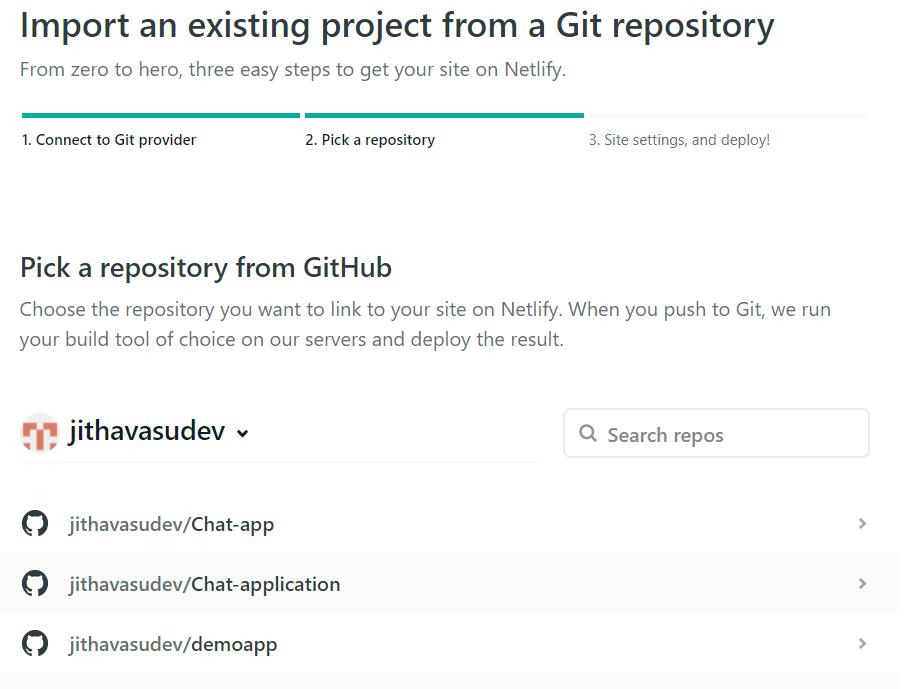 Import an existing project from a Git repository
From zero to hero, three easy steps to get your site on Netlify.
1. Connect to Git provider
2. Pick a repository
3. Site settings, and deploy!
Pick a repository from GitHub
Choose the repository you want to link to your site on Netlify. When you push to Git, we run
your build tool of choice on our servers and deploy the result.
jithavasudev
Search repos
jithavasudev/Chat-app
jithavasudev/Chat-application
jithavasudev/demoapp